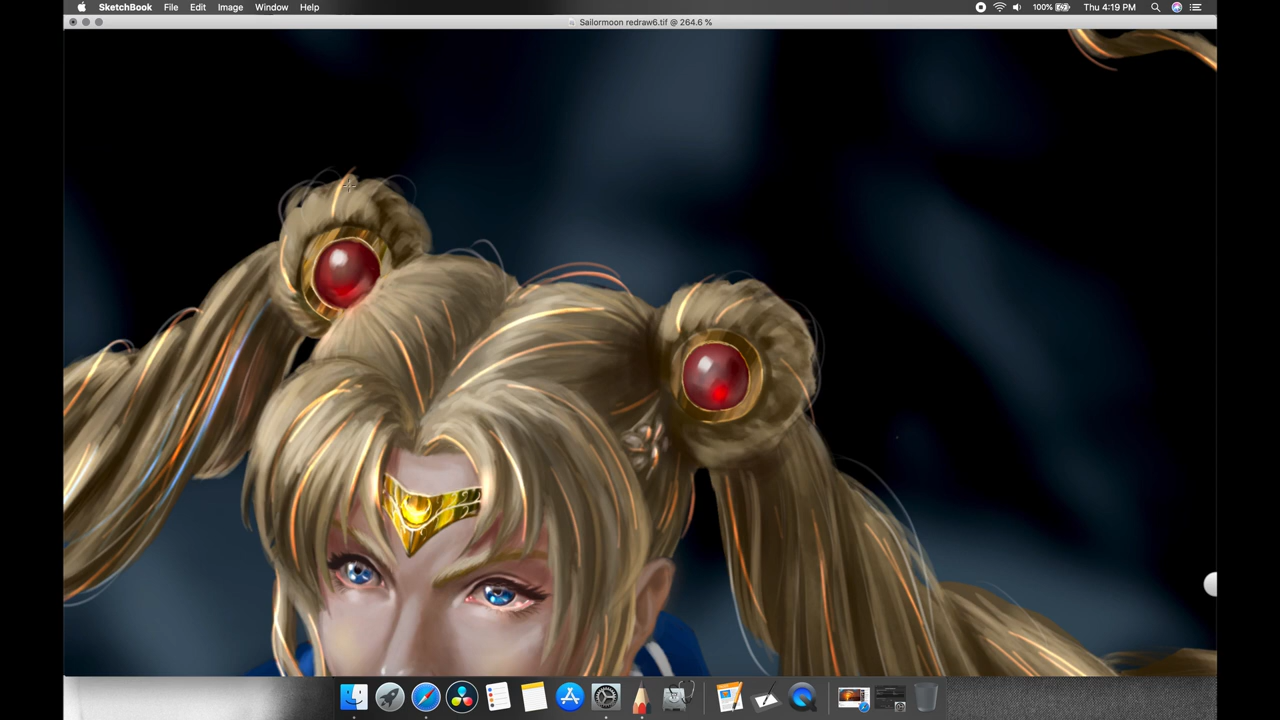 SketchBook File Edit Image Window Help 100% Thu 4:19 PM
Sailormoon redraw6.tif @ 264.6 %